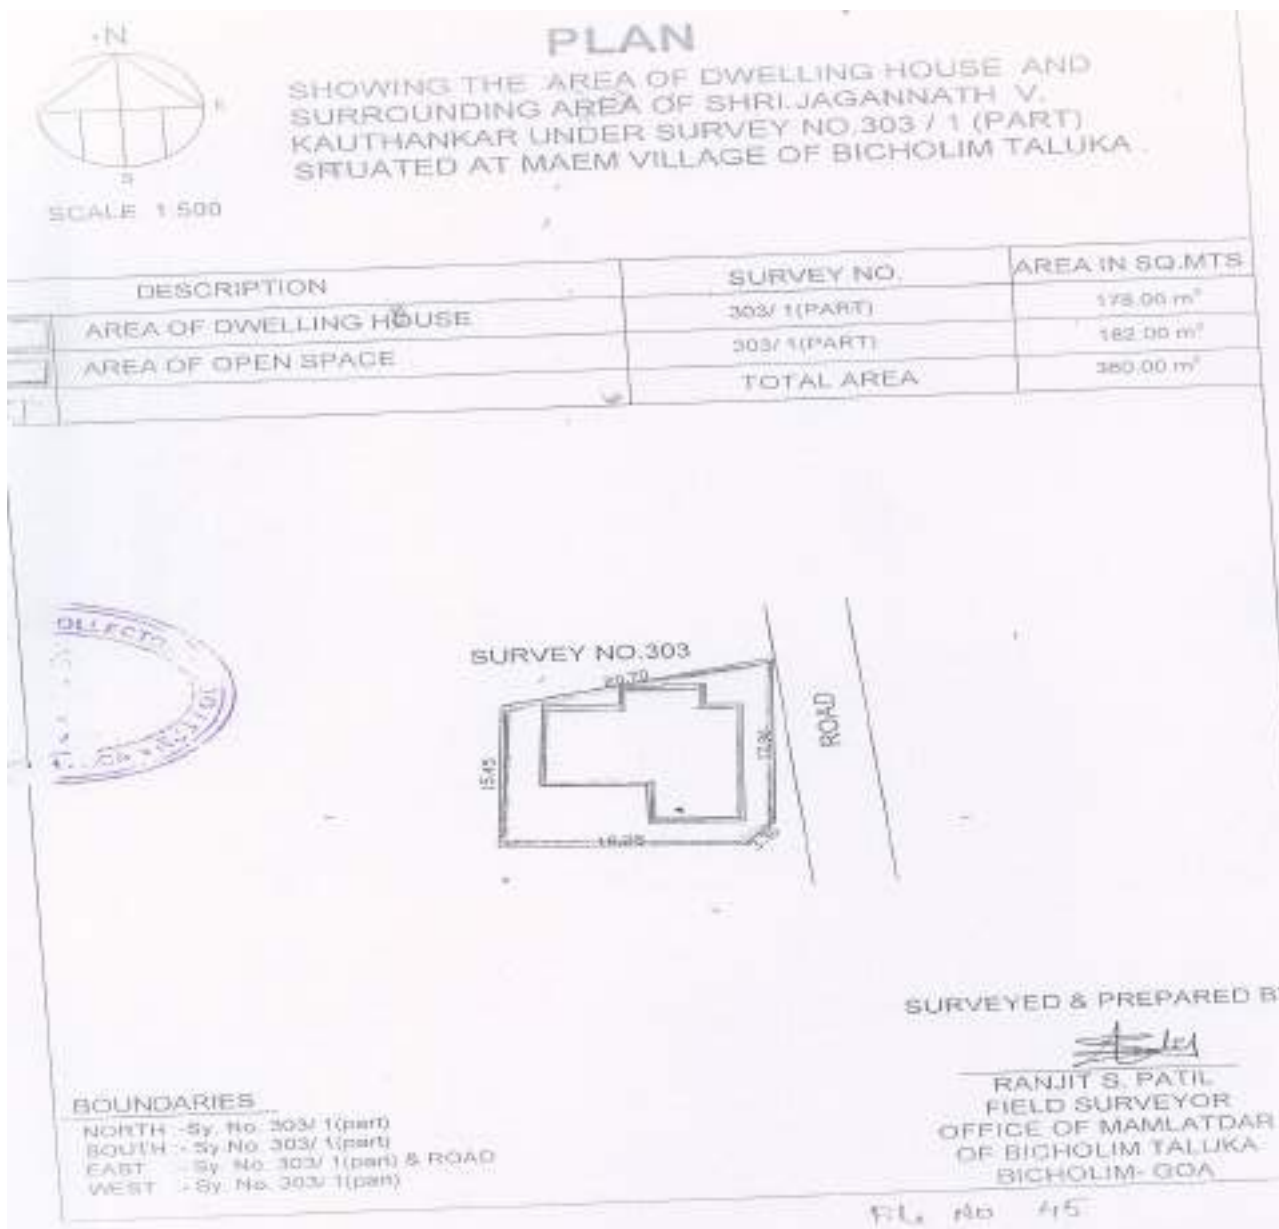 N
E
S
SCALE 1:500
PLAN
SHOWING THE AREA OF DWELLING HOUSE AND
SURROUNDING AREA OF SHRI.JAGANNATH V.
KAUTHANKAR UNDER SURVEY NO.303 / 1 (PART)
SITUATED AT MAEM VILLAGE OF BICHOLIM TALUKA.
DESCRIPTION SURVEY NO. AREA IN SQ.MTS
AREA OF DWELLING HOUSE 303/ 1(PART) 178.00 m²
AREA OF OPEN SPACE 303/ 1(PART) 182.00 m²
TOTAL AREA 360.00 m²
OLLECTO
SURVEY NO.303
20.70
15.45
ROAD
BOUNDARIES
NORTH - Sy. No. 303/ 1(part)
SOUTH - Sy.No. 303/ 1(part)
EAST - Sy. No. 303/ 1(part) & ROAD
WEST - Sy. No. 303/ 1(part)
SURVEYED & PREPARED B
RANJIT S. PATIL
FIELD SURVEYOR
OFFICE OF MAMLATDAR
OF BICHOLIM TALUKA
BICHOLIM- GOA
No 45